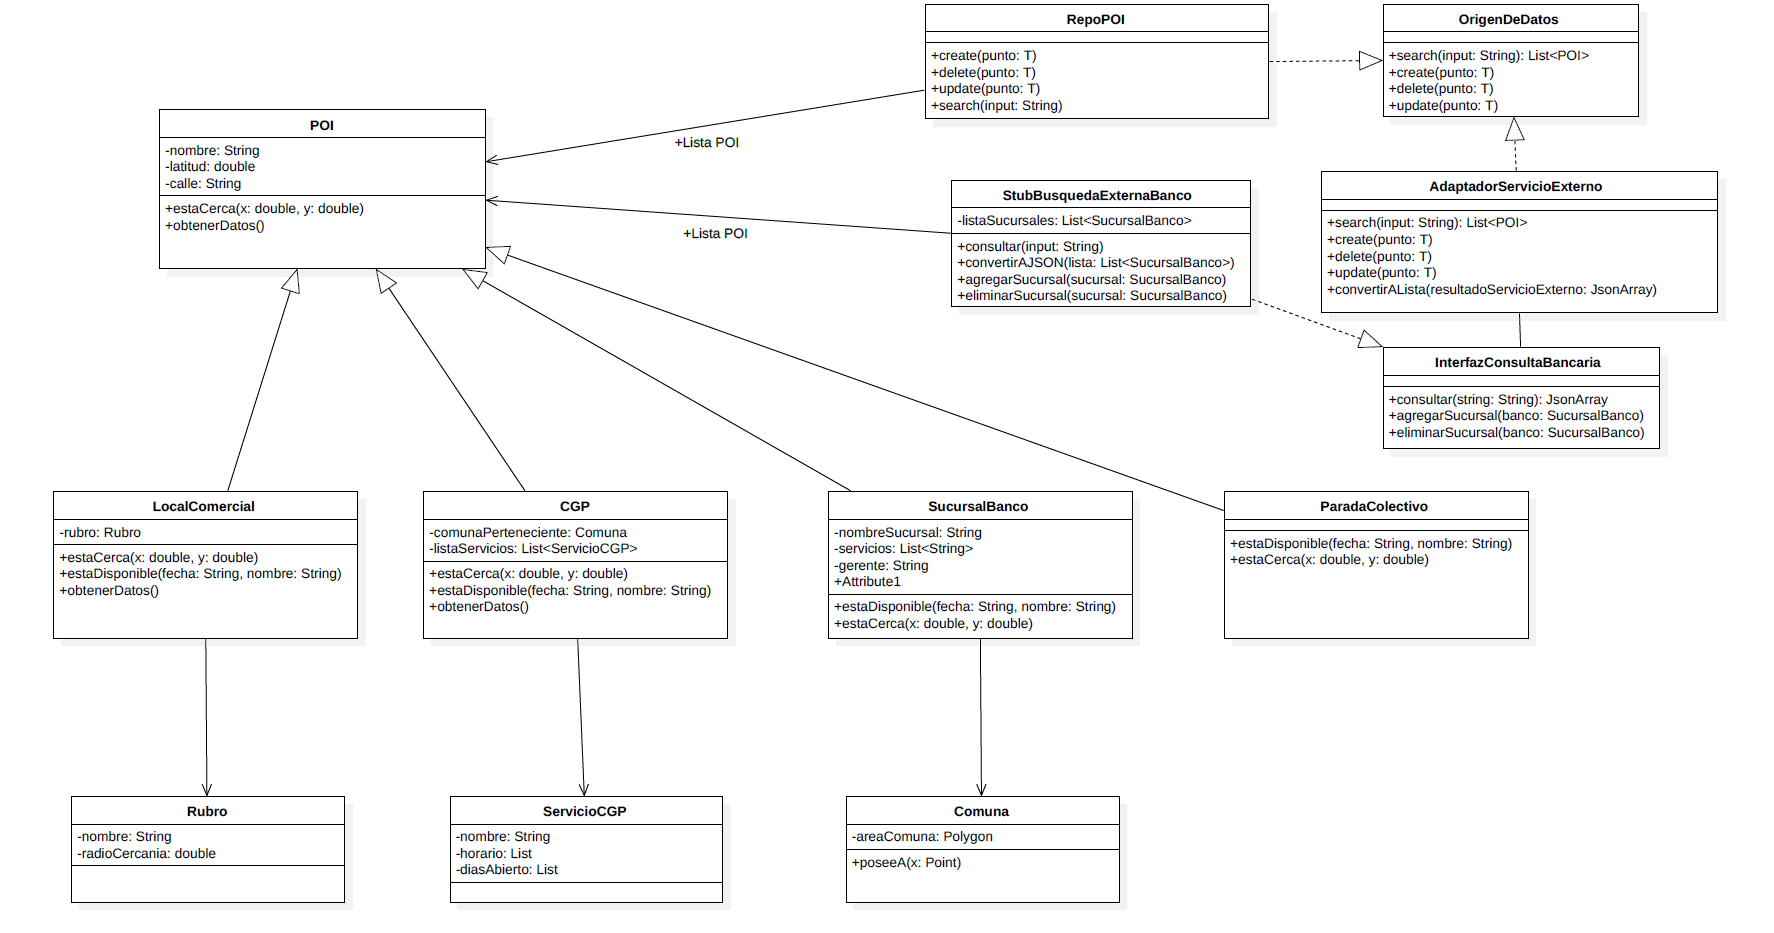 RepoPOI
+create(punto: T)
+delete(punto: T)
+update(punto: T)
+search(input: String)
OrigenDeDatos
+search(input: String): List<POI>
+create(punto: T)
+delete(punto: T)
+update(punto: T)
POI
-nombre: String
-latitud: double
-calle: String
+estaCerca(x: double, y: double)
+obtenerDatos()
+Lista POI
+Lista POI
StubBusquedaExternaBanco
-listaSucursales: List<SucursalBanco>
+consultar(input: String)
+convertirAJSON(lista: List<SucursalBanco>)
+agregarSucursal(sucursal: SucursalBanco)
+eliminarSucursal(sucursal: SucursalBanco)
AdaptadorServicioExterno
+search(input: String): List<POI>
+create(punto: T)
+delete(punto: T)
+update(punto: T)
+convertirALista(resultadoServicioExterno: JsonArray)
InterfazConsultaBancaria
+consultar(string: String): JsonArray
+agregarSucursal(banco: SucursalBanco)
+eliminarSucursal(banco: SucursalBanco)
LocalComercial
-rubro: Rubro
+estaCerca(x: double, y: double)
+estaDisponible(fecha: String, nombre: String)
+obtenerDatos()
CGP
-comunaPerteneciente: Comuna
-listaServicios: List<ServicioCGP>
+estaCerca(x: double, y: double)
+estaDisponible(fecha: String, nombre: String)
+obtenerDatos()
SucursalBanco
-nombreSucursal: String
-servicios: List<String>
-gerente: String
+Attribute1
+estaDisponible(fecha: String, nombre: String)
+estaCerca(x: double, y: double)
ParadaColectivo
+estaDisponible(fecha: String, nombre: String)
+estaCerca(x: double, y: double)
Rubro
-nombre: String
-radioCercania: double
ServicioCGP
-nombre: String
-horario: List
-diasAbierto: List
Comuna
-areaComuna: Polygon
+poseeA(x: Point)